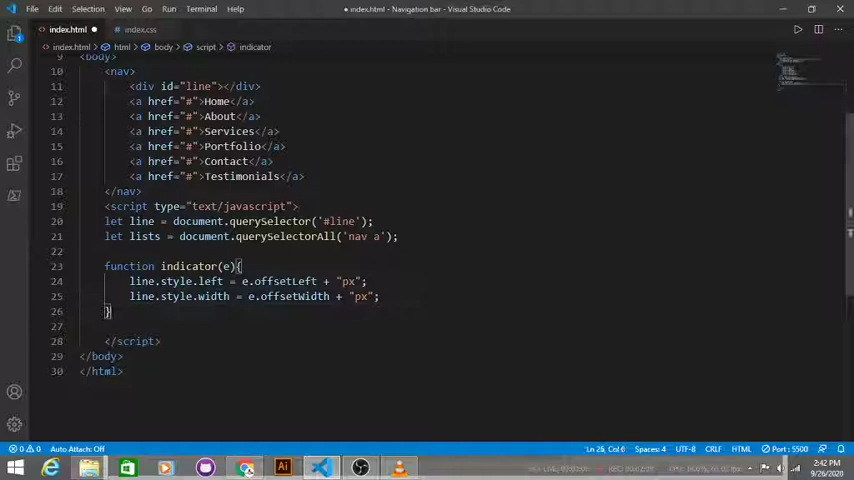 File Edit Selection View Go Run Terminal Help
● index.html - Navigation bar - Visual Studio Code
index.html ● # index.css
index.html > html > body > script > indicator
9 <body>
10 <nav>
11 <div id="line"></div>
12 <a href="#">Home</a>
13 <a href="#">About</a>
14 <a href="#">Services</a>
15 <a href="#">Portfolio</a>
16 <a href="#">Contact</a>
17 <a href="#">Testimonials</a>
18 </nav>
19 <script type="text/javascript">
20 let line = document.querySelector('#line');
21 let lists = document.querySelectorAll('nav a');
22
23 function indicator(e){
24 line.style.left = e.offsetLeft + "px";
25 line.style.width = e.offsetWidth + "px";
26 }
27
28 </script>
29 </body>
30 </html>
0 0 Auto Attach: Off Ln 26, Col 6 Spaces: 4 UTF-8 CRLF HTML Port : 5500
Ai
2:42 PM
9/26/2020